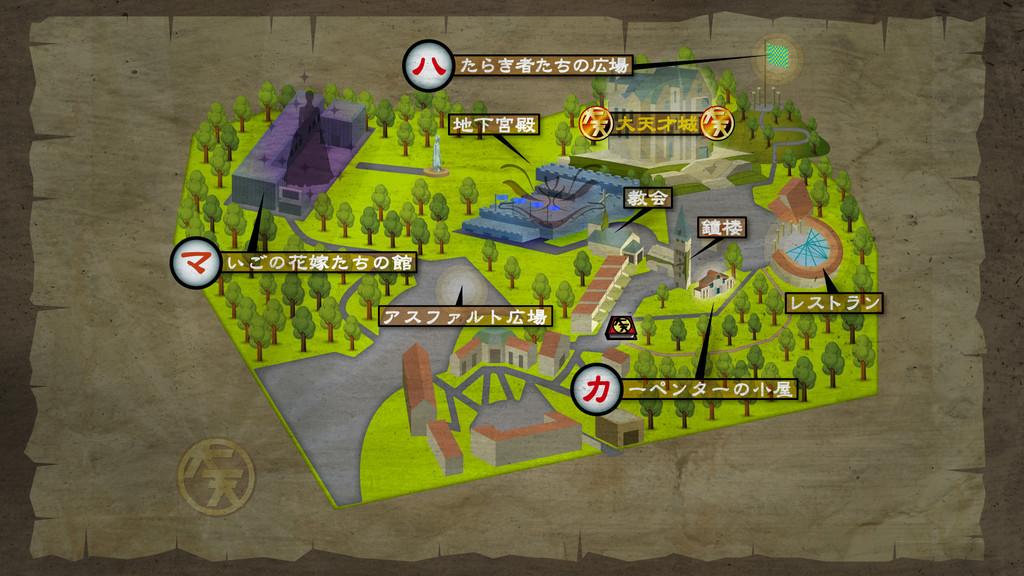 ハたらき者たちの広場
地下宮殿
大天才城
教会
鐘楼
マいごの花嫁たちの館
レストラン
アスファルト広場
カーペンターの小屋